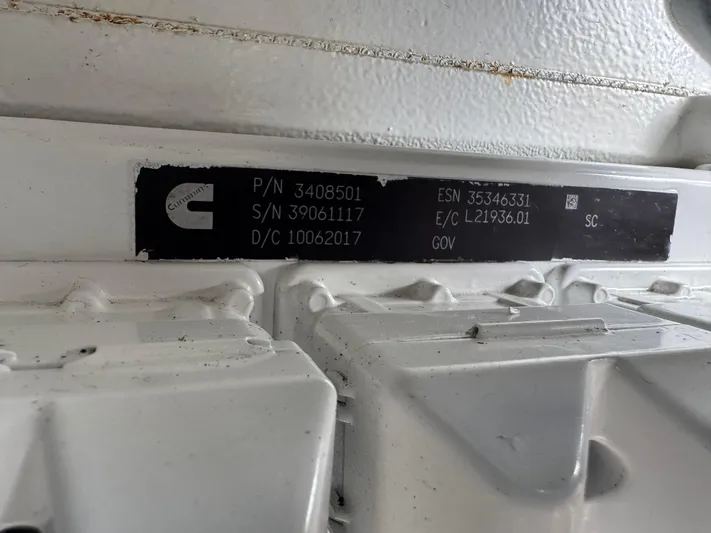 Cummins
P/N 3408501
S/N 39061117
D/C 10062017
ESN 35346331
E/C L21936.01
GOV
SC